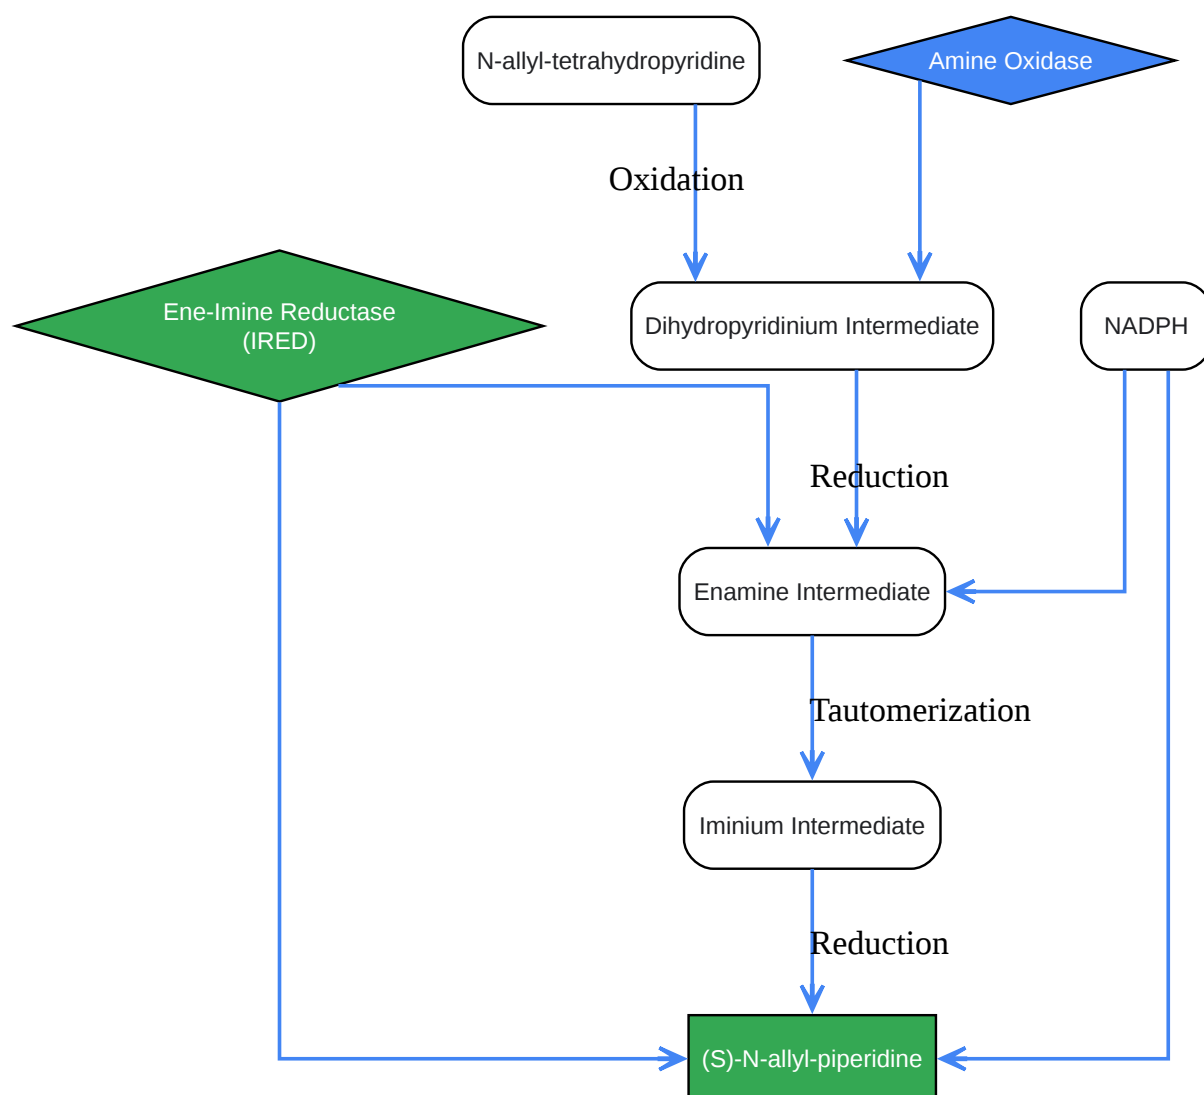 N-allyl-tetrahydropyridine
Amine Oxidase
Oxidation
Ene-Imine Reductase
(IRED)
Dihydropyridinium Intermediate
NADPH
Reduction
Enamine Intermediate
Tautomerization
Iminium Intermediate
Reduction
(S)-N-allyl-piperidine